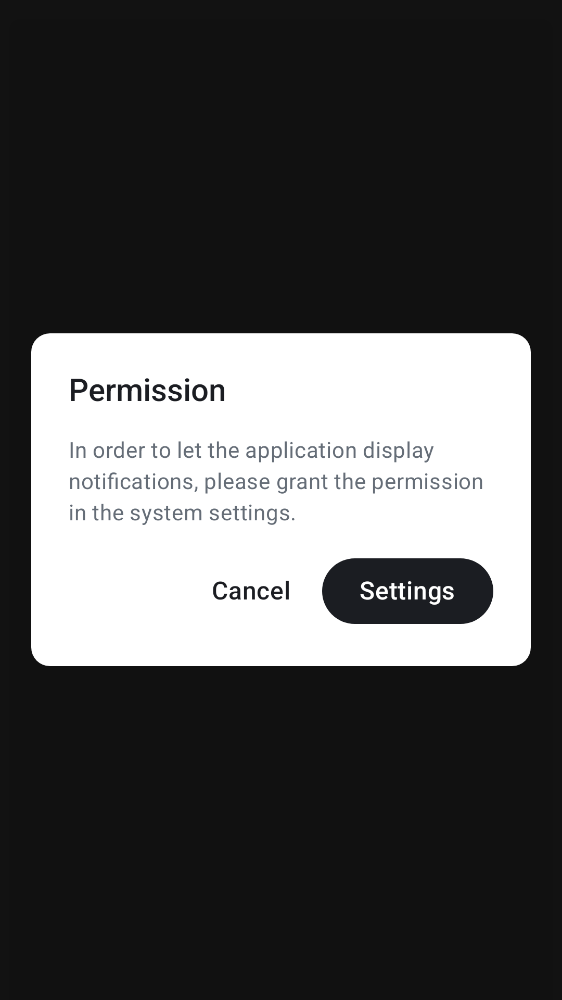 Permission
In order to let the application display
notifications, please grant the permission
in the system settings.
Cancel
Settings